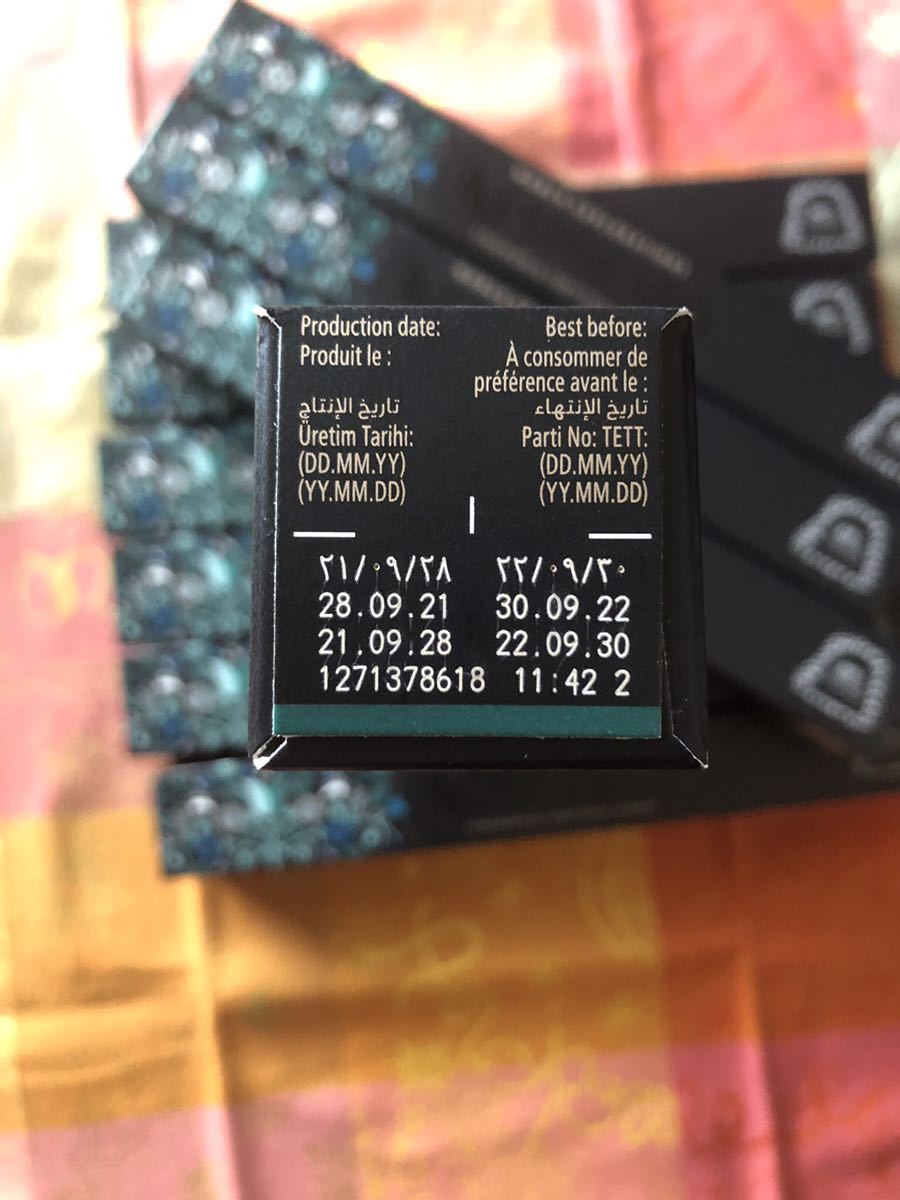 Production date: Best before:
Produit le : À consommer de
préférence avant le :
تاريخ الإنتاج تاريخ الإنتهاء
Üretim Tarihi: Parti No: TETT:
(DD.MM.YY) (DD.MM.YY)
(YY.MM.DD) (YY.MM.DD)
٢١/٠٩/٢٨ ٢٢/٠٩/٣٠
28.09.21 30.09.22
21.09.28 22.09.30
1271378618 11:42 2